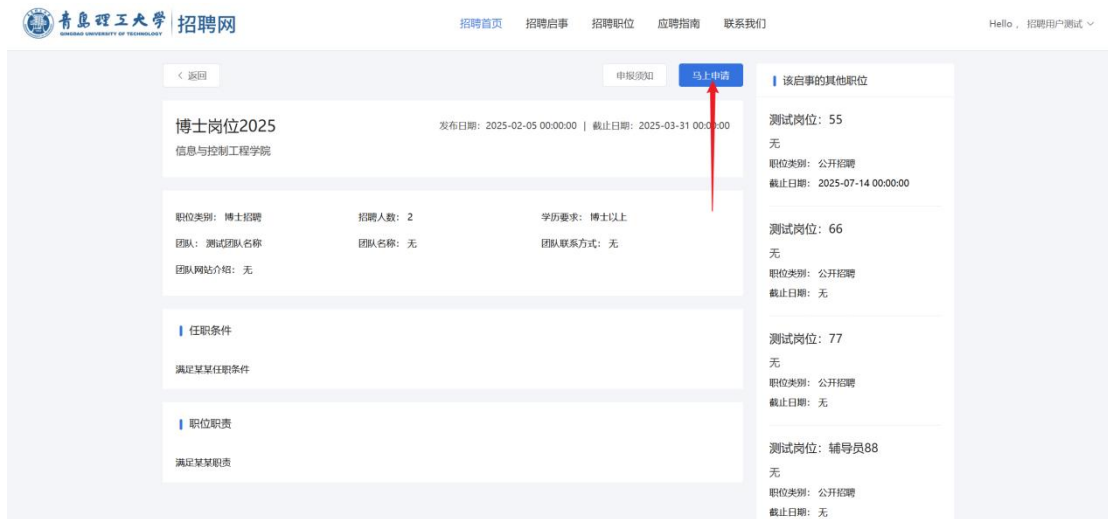 青岛理工大学 招聘网
QINGDAO UNIVERSITY OF TECHNOLOGY
招聘首页 招聘启事 招聘职位 应聘指南 联系我们
Hello， 招聘用户测试
返回
申报须知
马上申请
博士岗位2025
发布日期：2025-02-05 00:00:00 | 截止日期：2025-03-31 00:00:00
信息与控制工程学院
职位类别： 博士招聘 招聘人数： 2 学历要求： 博士以上
团队： 测试团队名称 团队名称： 无 团队联系方式： 无
团队网站介绍： 无
任职条件
满足某某任职条件
职位职责
满足某某职责
该启事的其他职位
测试岗位：55
无
职位类别： 公开招聘
截止日期： 2025-07-14 00:00:00
测试岗位：66
无
职位类别： 公开招聘
截止日期： 无
测试岗位：77
无
职位类别： 公开招聘
截止日期： 无
测试岗位：辅导员88
无
职位类别： 公开招聘
截止日期： 无